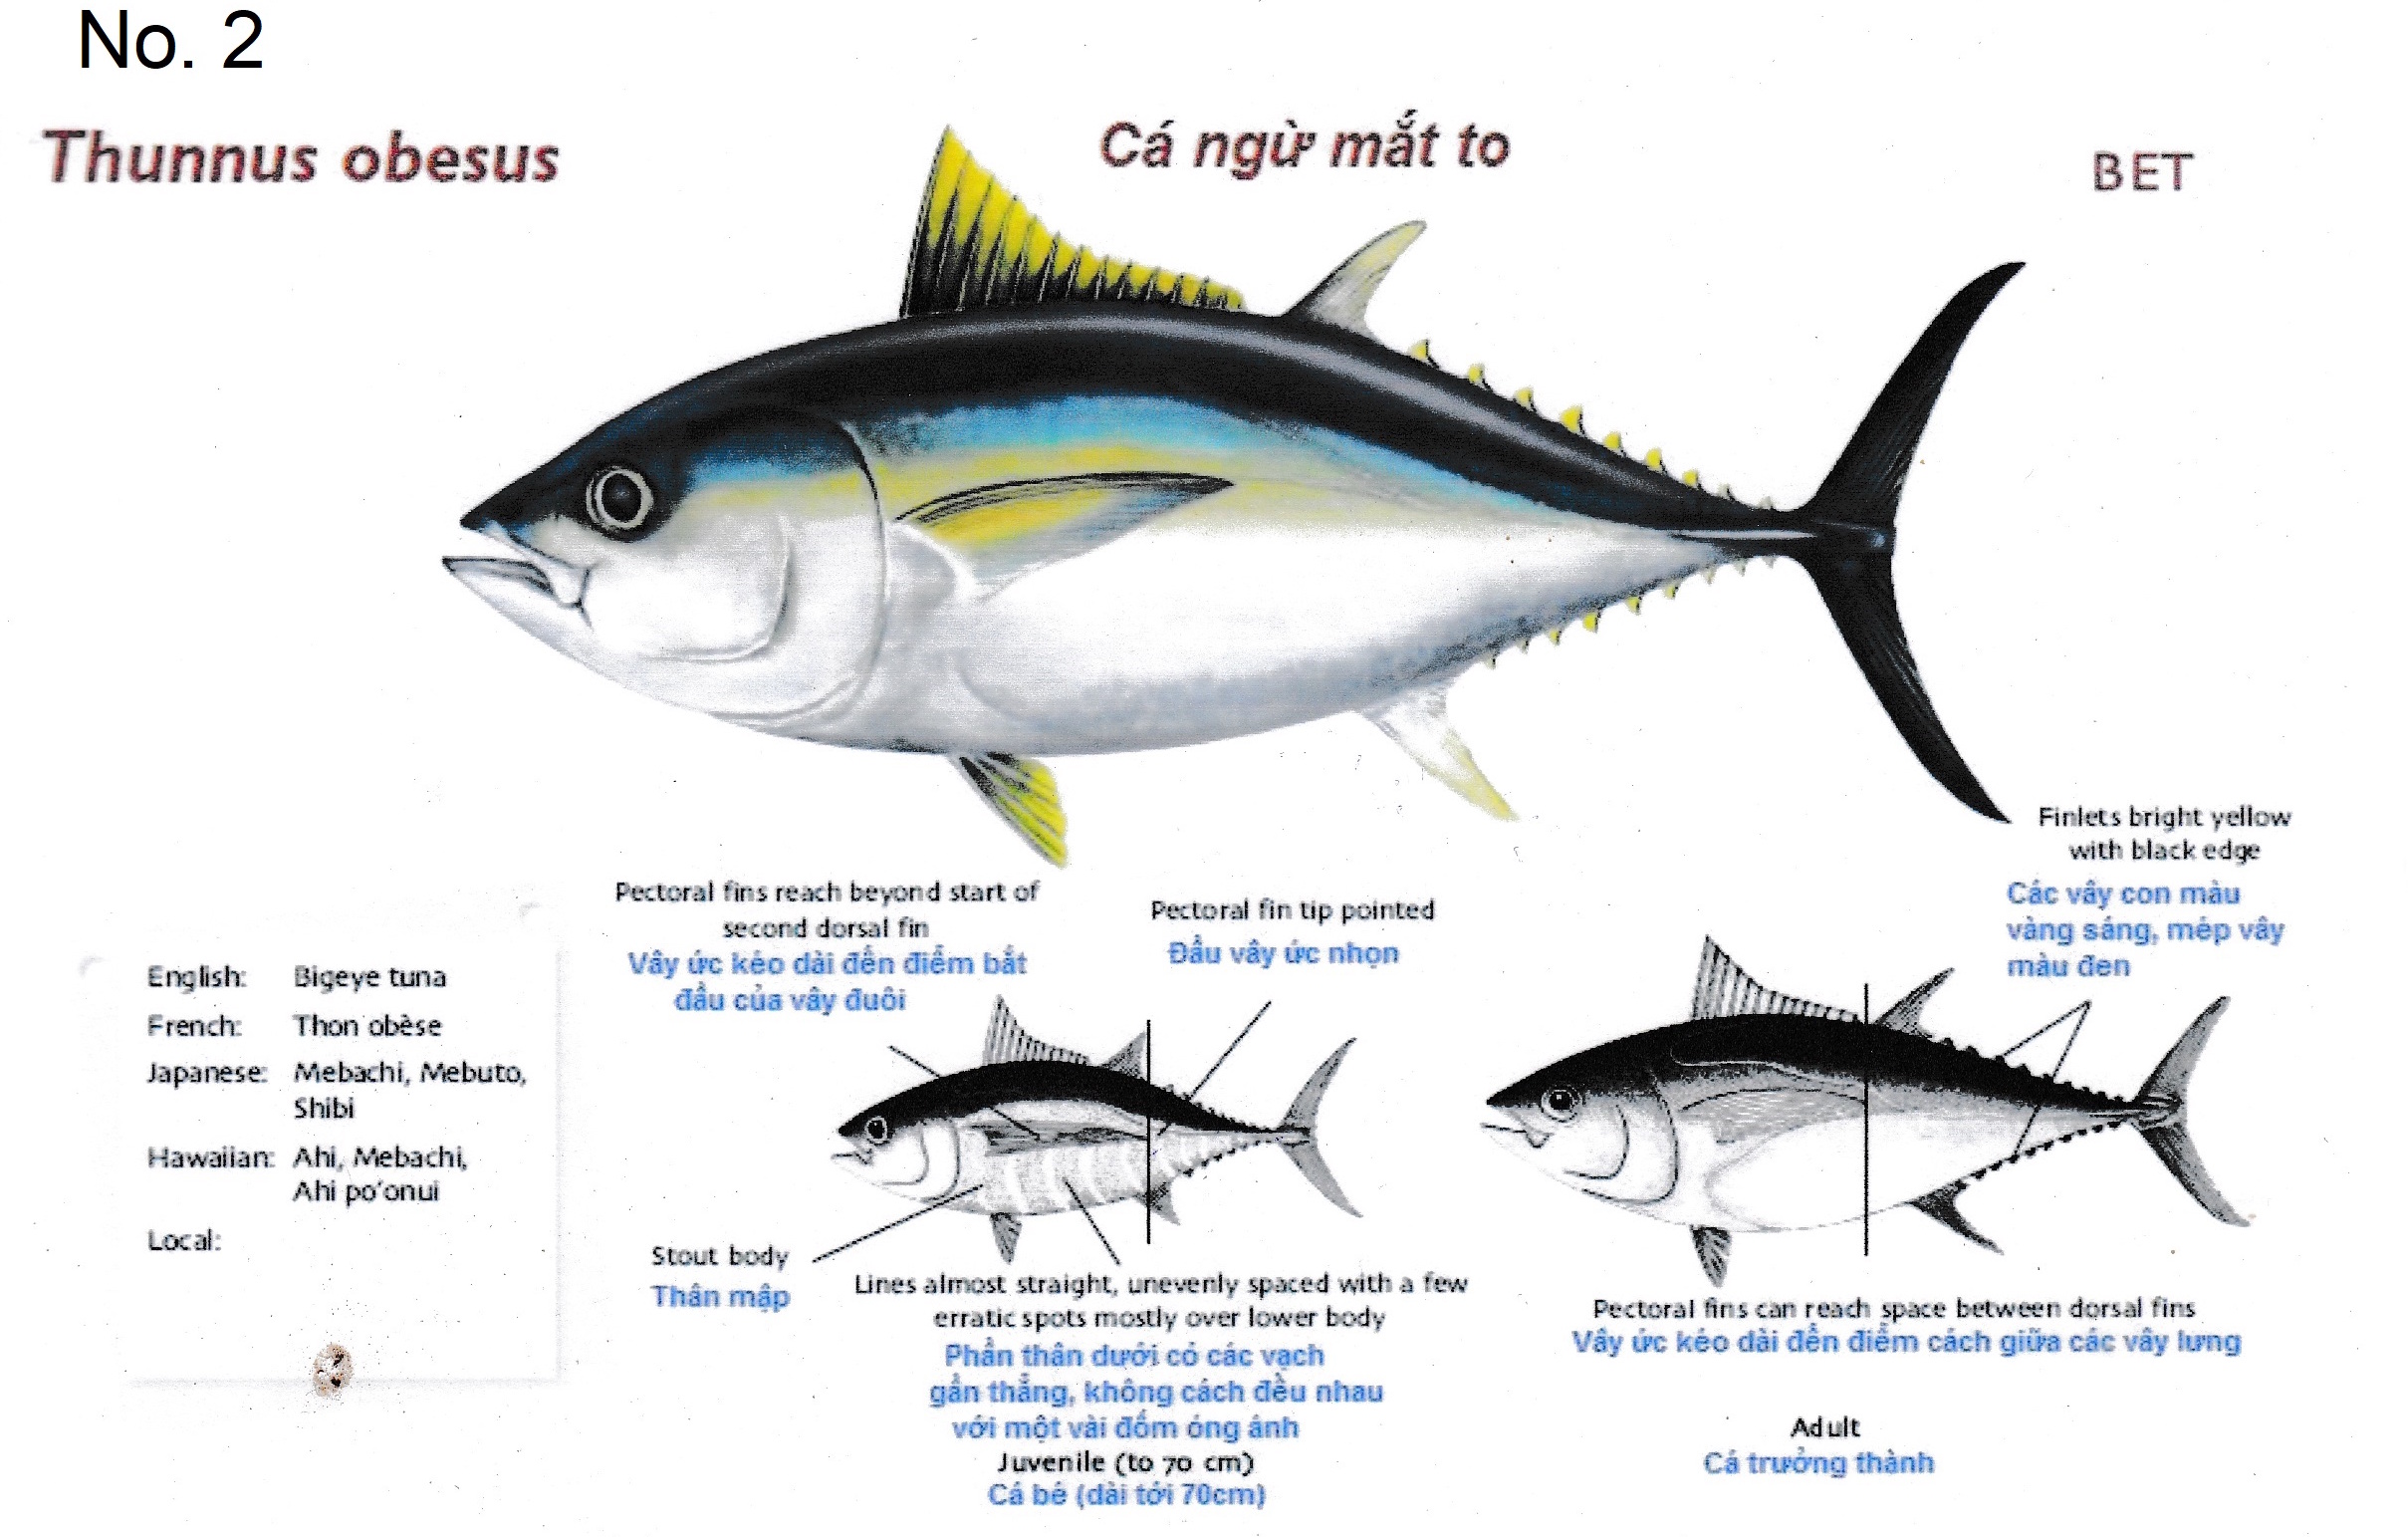 No. 2
Thunnus obesus
Cá ngừ mắt to
BET
Finlets bright yellow
with black edge
Các vây con màu
vàng sáng, mép vây
màu đen
Pectoral fins reach beyond start of
second dorsal fin
Vây ức kéo dài đến điểm bắt
đầu của vây đuôi
Pectoral fin tip pointed
Đầu vây ức nhọn
English: Bigeye tuna
French: Thon obèse
Japanese: Mebachi, Mebuto,
Shibi
Hawaiian: Ahi, Mebachi,
Ahi po'onui
Local:
Stout body
Thân mập
Lines almost straight, unevenly spaced with a few
erratic spots mostly over lower body
Phần thân dưới có các vạch
gần thẳng, không cách đều nhau
với một vài đốm óng ánh
Juvenile (to 70 cm)
Cá bé (dài tới 70cm)
Pectoral fins can reach space between dorsal fins
Vây ức kéo dài đến điểm cách giữa các vây lưng
Adult
Cá trưởng thành